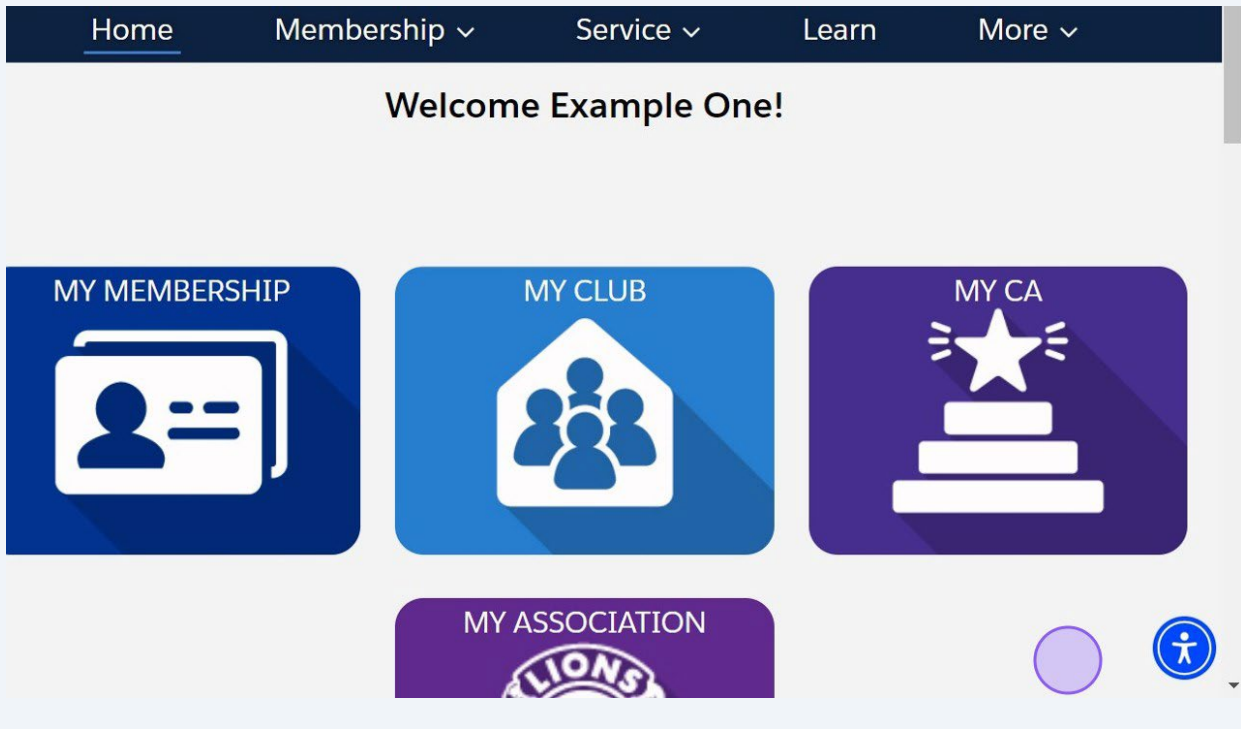 Home Membership Service Learn More
Welcome Example One!
MY MEMBERSHIP
MY CLUB
MY CA
MY ASSOCIATION
LIONS